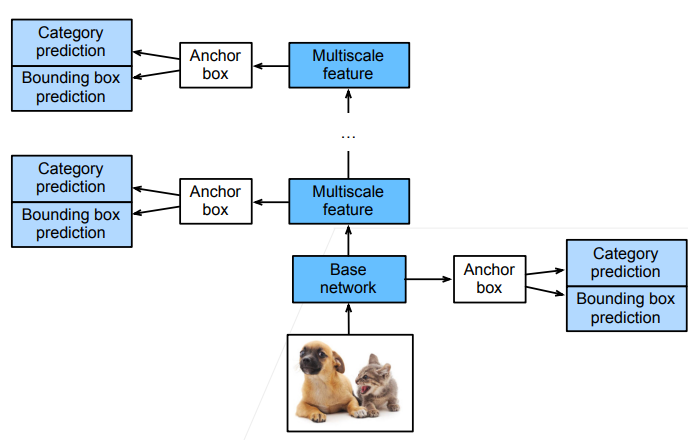 Category
prediction
Bounding box
prediction
Anchor
box
Multiscale
feature
...
Category
prediction
Bounding box
prediction
Anchor
box
Multiscale
feature
Base
network
Anchor
box
Category
prediction
Bounding box
prediction